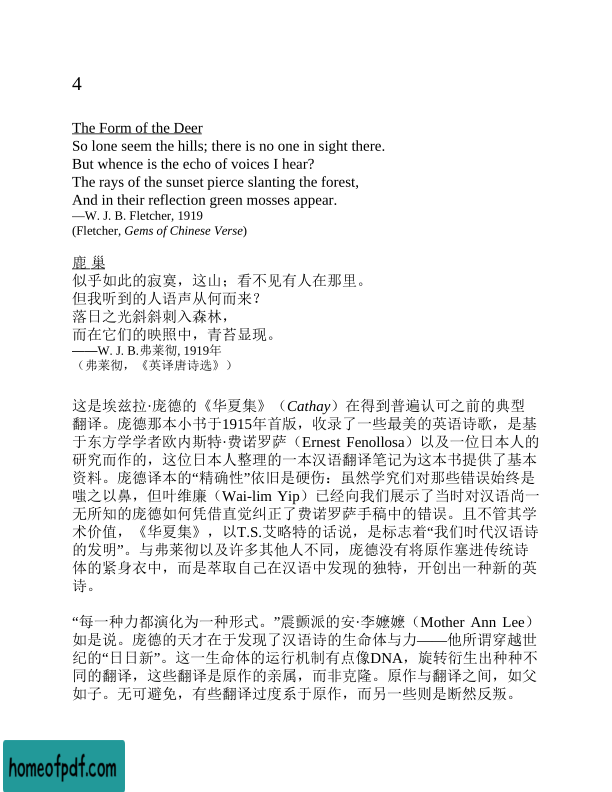 4
The Form of the Deer
So lone seem the hills; there is no one in sight there.
But whence is the echo of voices I hear?
The rays of the sunset pierce slanting the forest,
And in their reflection green mosses appear.
—W. J. B. Fletcher, 1919
(Fletcher, Gems of Chinese Verse)
鹿 巢
似乎如此的寂寞，这山；看不见有人在那里。
但我听到的人语声从何而来？
落日之光斜斜刺入森林，
而在它们的映照中，青苔显现。
——W. J. B.弗莱彻, 1919年
（弗莱彻，《英译唐诗选》）
这是埃兹拉·庞德的《华夏集》（Cathay）在得到普遍认可之前的典型
翻译。庞德那本小书于1915年首版，收录了一些最美的英语诗歌，是基
于东方学学者欧内斯特·费诺罗萨（Ernest Fenollosa）以及一位日本人的
研究而作的，这位日本人整理的一本汉语翻译笔记为这本书提供了基本
资料。庞德译本的“精确性”依旧是硬伤：虽然学究们对那些错误始终是
嗤之以鼻，但叶维廉（Wai-lim Yip）已经向我们展示了当时对汉语尚一
无所知的庞德如何凭借直觉纠正了费诺罗萨手稿中的错误。且不管其学
术价值，《华夏集》，以T.S.艾略特的话说，是标志着“我们时代汉语诗
的发明”。与弗莱彻以及许多其他人不同，庞德没有将原作塞进传统诗
体的紧身衣中，而是萃取自己在汉语中发现的独特，开创出一种新的英
诗。
“每一种力都演化为一种形式。”震颤派的安·李嬷嬷（Mother Ann Lee）
如是说。庞德的天才在于发现了汉语诗的生命体与力——他所谓穿越世
纪的“日日新”。这一生命体的运行机制有点像DNA，旋转衍生出种种不
同的翻译，这些翻译是原作的亲属，而非克隆。原作与翻译之间，如父
如子。无可避免，有些翻译过度系于原作，而另一些则是断然反叛。
homeofpdf.com